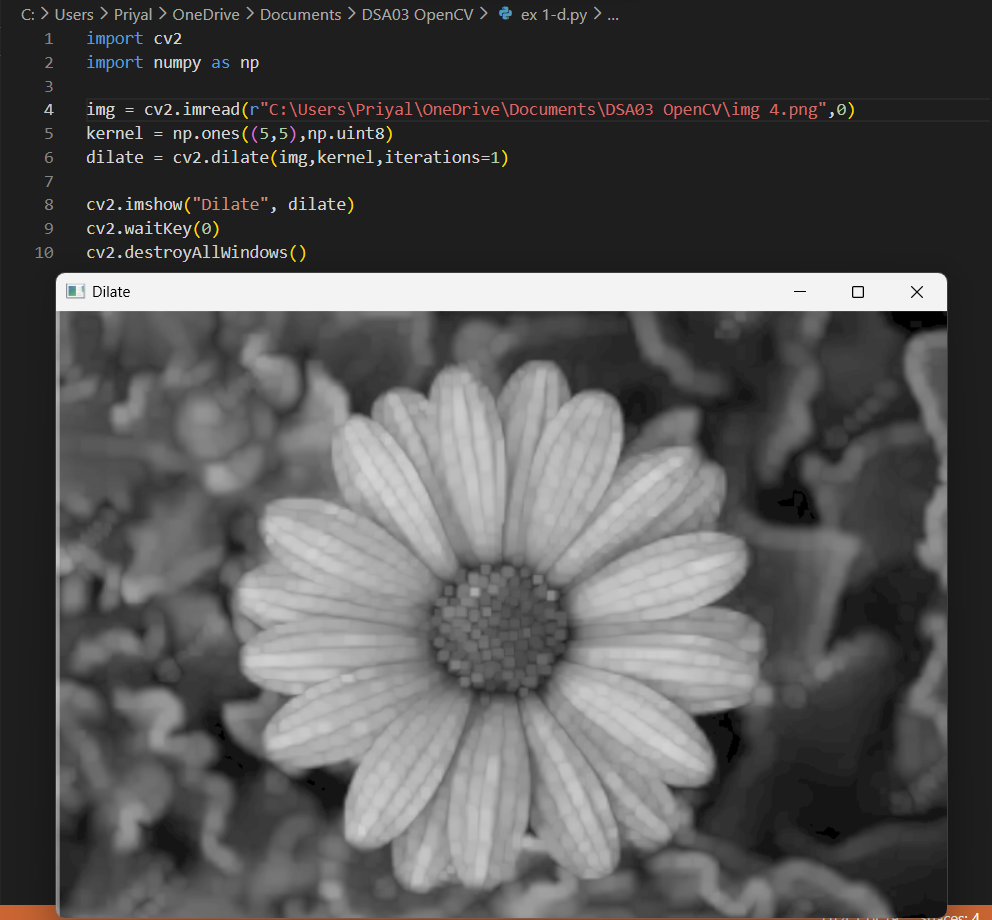 C: > Users > Priyal > OneDrive > Documents > DSA03 OpenCV > ex 1-d.py > ...
1 import cv2
2 import numpy as np
3
4 img = cv2.imread(r"C:\Users\Priyal\OneDrive\Documents\DSA03 OpenCV\img 4.png",0)
5 kernel = np.ones((5,5),np.uint8)
6 dilate = cv2.dilate(img,kernel,iterations=1)
7
8 cv2.imshow("Dilate", dilate)
9 cv2.waitKey(0)
10 cv2.destroyAllWindows()
Dilate